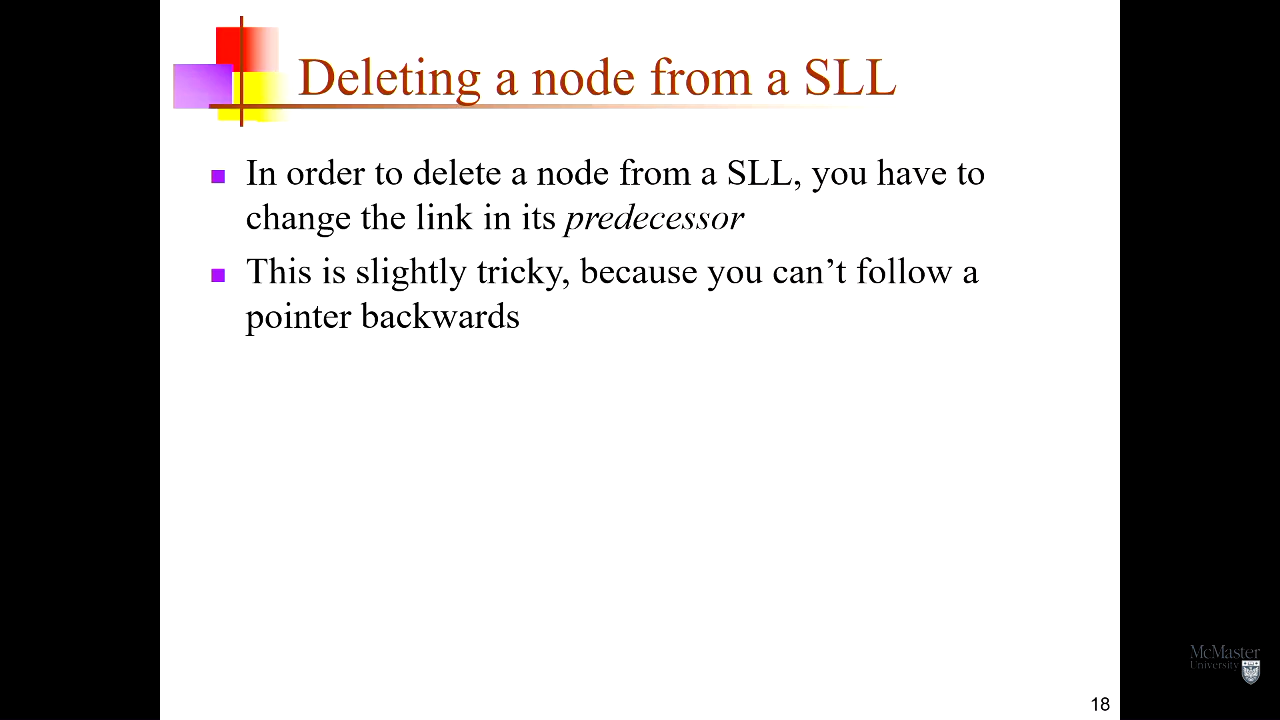 Deleting a node from a SLL
In order to delete a node from a SLL, you have to
change the link in its predecessor
This is slightly tricky, because you can’t follow a
pointer backwards
McMaster
University
18